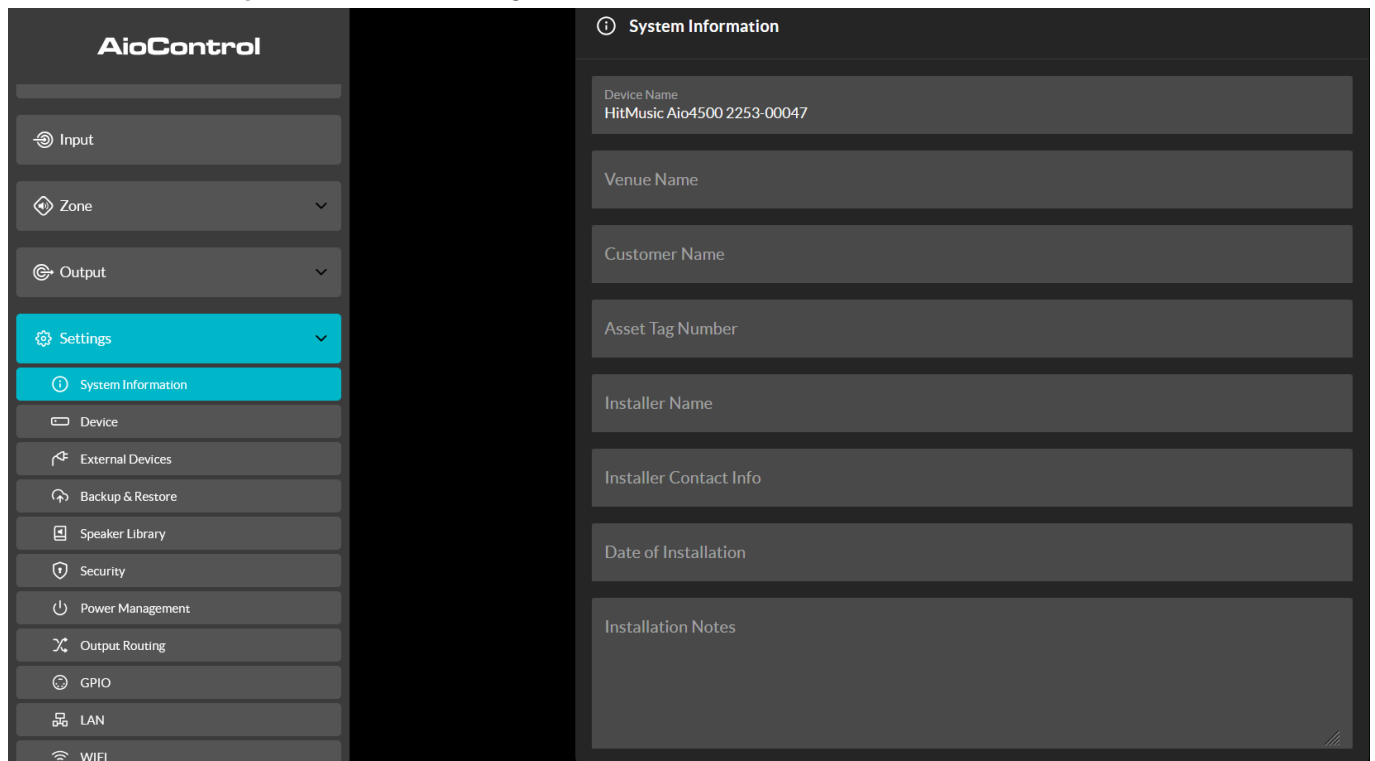 AioControl
Input
Zone
Output
Settings
System Information
Device
External Devices
Backup & Restore
Speaker Library
Security
Power Management
Output Routing
GPIO
LAN
WIFI
System Information
Device Name
HitMusic Aio4500 2253-00047
Venue Name
Customer Name
Asset Tag Number
Installer Name
Installer Contact Info
Date of Installation
Installation Notes